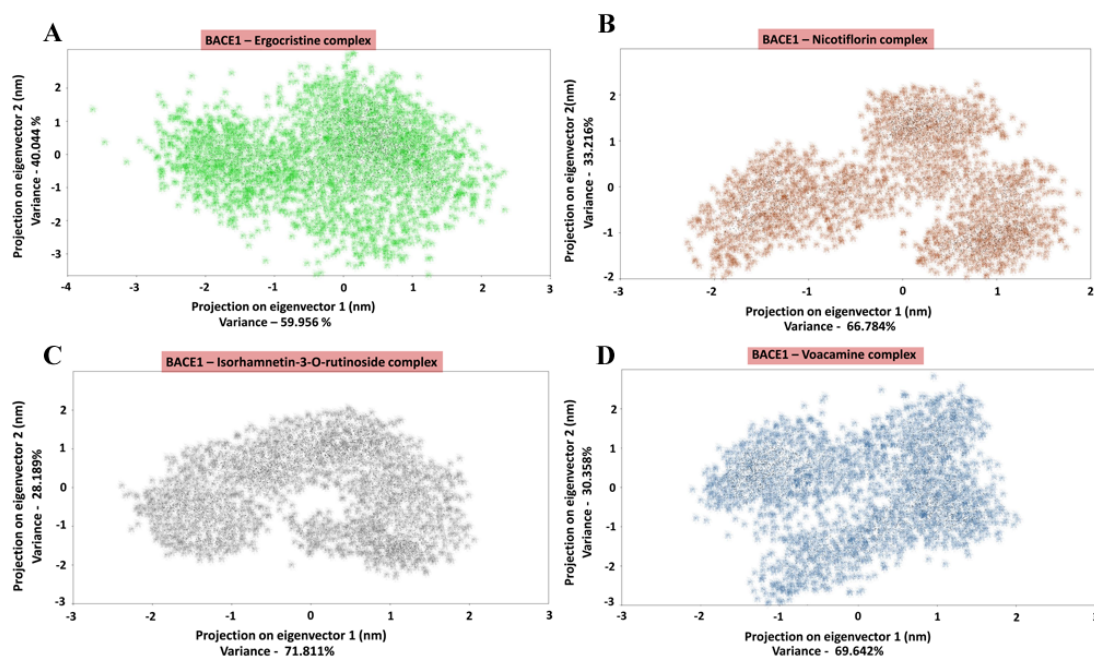 A
BACE1 – Ergocristine complex
Projection on eigenvector 2 (nm)
Variance - 40.044 %
2
1
0
-1
-2
-3
-4
-3
-2
-1
0
1
2
3
Projection on eigenvector 1 (nm)
Variance – 59.956 %
B
BACE1 – Nicotiflorin complex
Projection on eigenvector 2(nm)
Variance - 33.216%
2
1
0
-1
-2
-3
-2
-1
0
1
2
Projection on eigenvector 1 (nm)
Variance - 66.784%
C
BACE1 – Isorhamnetin-3-O-rutinoside complex
Projection on eigenvector 2 (nm)
Variance - 28.189%
2
1
0
-1
-2
-3
-3
-2
-1
0
1
2
3
Projection on eigenvector 1 (nm)
Variance - 71.811%
D
BACE1 – Voacamine complex
Projection on eigenvector 2 (nm)
Variance - 30.358%
2
1
0
-1
-2
-3
-3
-2
-1
0
1
2
3
Projection on eigenvector 1 (nm)
Variance - 69.642%